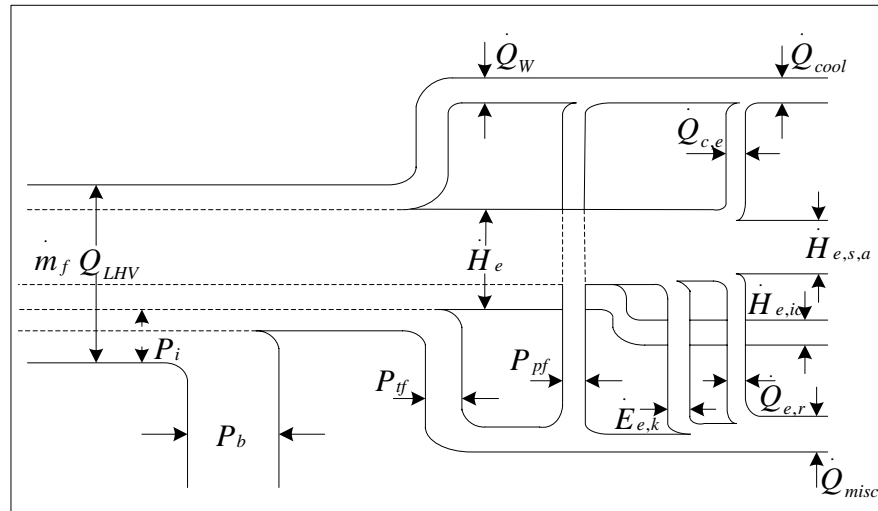 Q̇_W
Q̇_cool
Q̇_c,e
ṁ_f Q_LHV
Ḣ_e
Ḣ_e,s,a
Ḣ_e,ic
P_i
P_tf
P_pf
Ė_e,k
Q̇_e,r
P_b
Q̇_misc